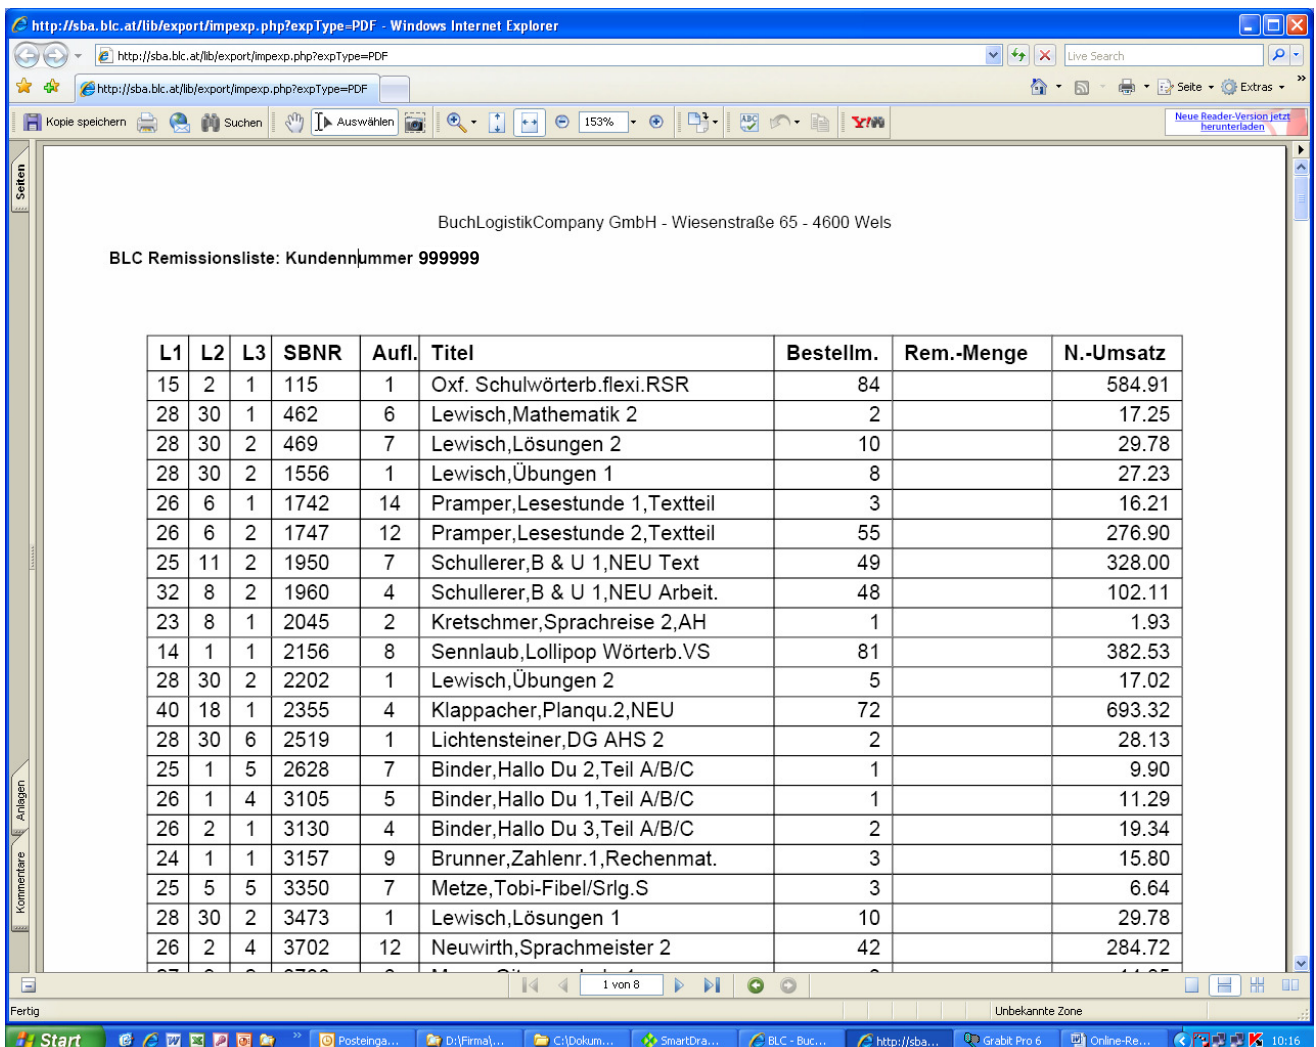 http://sba.blc.at/lib/export/impexp.php?expType=PDF - Windows Internet Explorer
http://sba.blc.at/lib/export/impexp.php?expType=PDF Live Search
http://sba.blc.at/lib/export/impexp.php?expType=PDF Seite Extras »
Kopie speichern Suchen Auswählen 153% Y! Neue Reader-Version jetzt
herunterladen
Seiten
BuchLogistikCompany GmbH - Wiesenstraße 65 - 4600 Wels
BLC Remissionsliste: Kundennummer 999999
L1 L2 L3 SBNR Aufl. Titel Bestellm. Rem.-Menge N.-Umsatz
15 2 1 115 1 Oxf. Schulwörterb.flexi.RSR 84 584.91
28 30 1 462 6 Lewisch,Mathematik 2 2 17.25
28 30 2 469 7 Lewisch,Lösungen 2 10 29.78
28 30 2 1556 1 Lewisch,Übungen 1 8 27.23
26 6 1 1742 14 Pramper,Lesestunde 1,Textteil 3 16.21
26 6 2 1747 12 Pramper,Lesestunde 2,Textteil 55 276.90
25 11 2 1950 7 Schullerer,B & U 1,NEU Text 49 328.00
32 8 2 1960 4 Schullerer,B & U 1,NEU Arbeit. 48 102.11
23 8 1 2045 2 Kretschmer,Sprachreise 2,AH 1 1.93
14 1 1 2156 8 Sennlaub,Lollipop Wörterb.VS 81 382.53
28 30 2 2202 1 Lewisch,Übungen 2 5 17.02
40 18 1 2355 4 Klappacher,Planqu.2,NEU 72 693.32
28 30 6 2519 1 Lichtensteiner,DG AHS 2 2 28.13
25 1 5 2628 7 Binder,Hallo Du 2,Teil A/B/C 1 9.90
26 1 4 3105 5 Binder,Hallo Du 1,Teil A/B/C 1 11.29
26 2 1 3130 4 Binder,Hallo Du 3,Teil A/B/C 2 19.34
24 1 1 3157 9 Brunner,Zahlenr.1,Rechenmat. 3 15.80
25 5 5 3350 7 Metze,Tobi-Fibel/Srlg.S 3 6.64
28 30 2 3473 1 Lewisch,Lösungen 1 10 29.78
26 2 4 3702 12 Neuwirth,Sprachmeister 2 42 284.72
Anlagen
Kommentare
1 von 8
Fertig Unbekannte Zone
Start » Posteinga... D:\Firma\... C:\Dokum... SmartDra... BLC - Buc... http://sba... Grabit Pro 6 Online-Re... 10:16